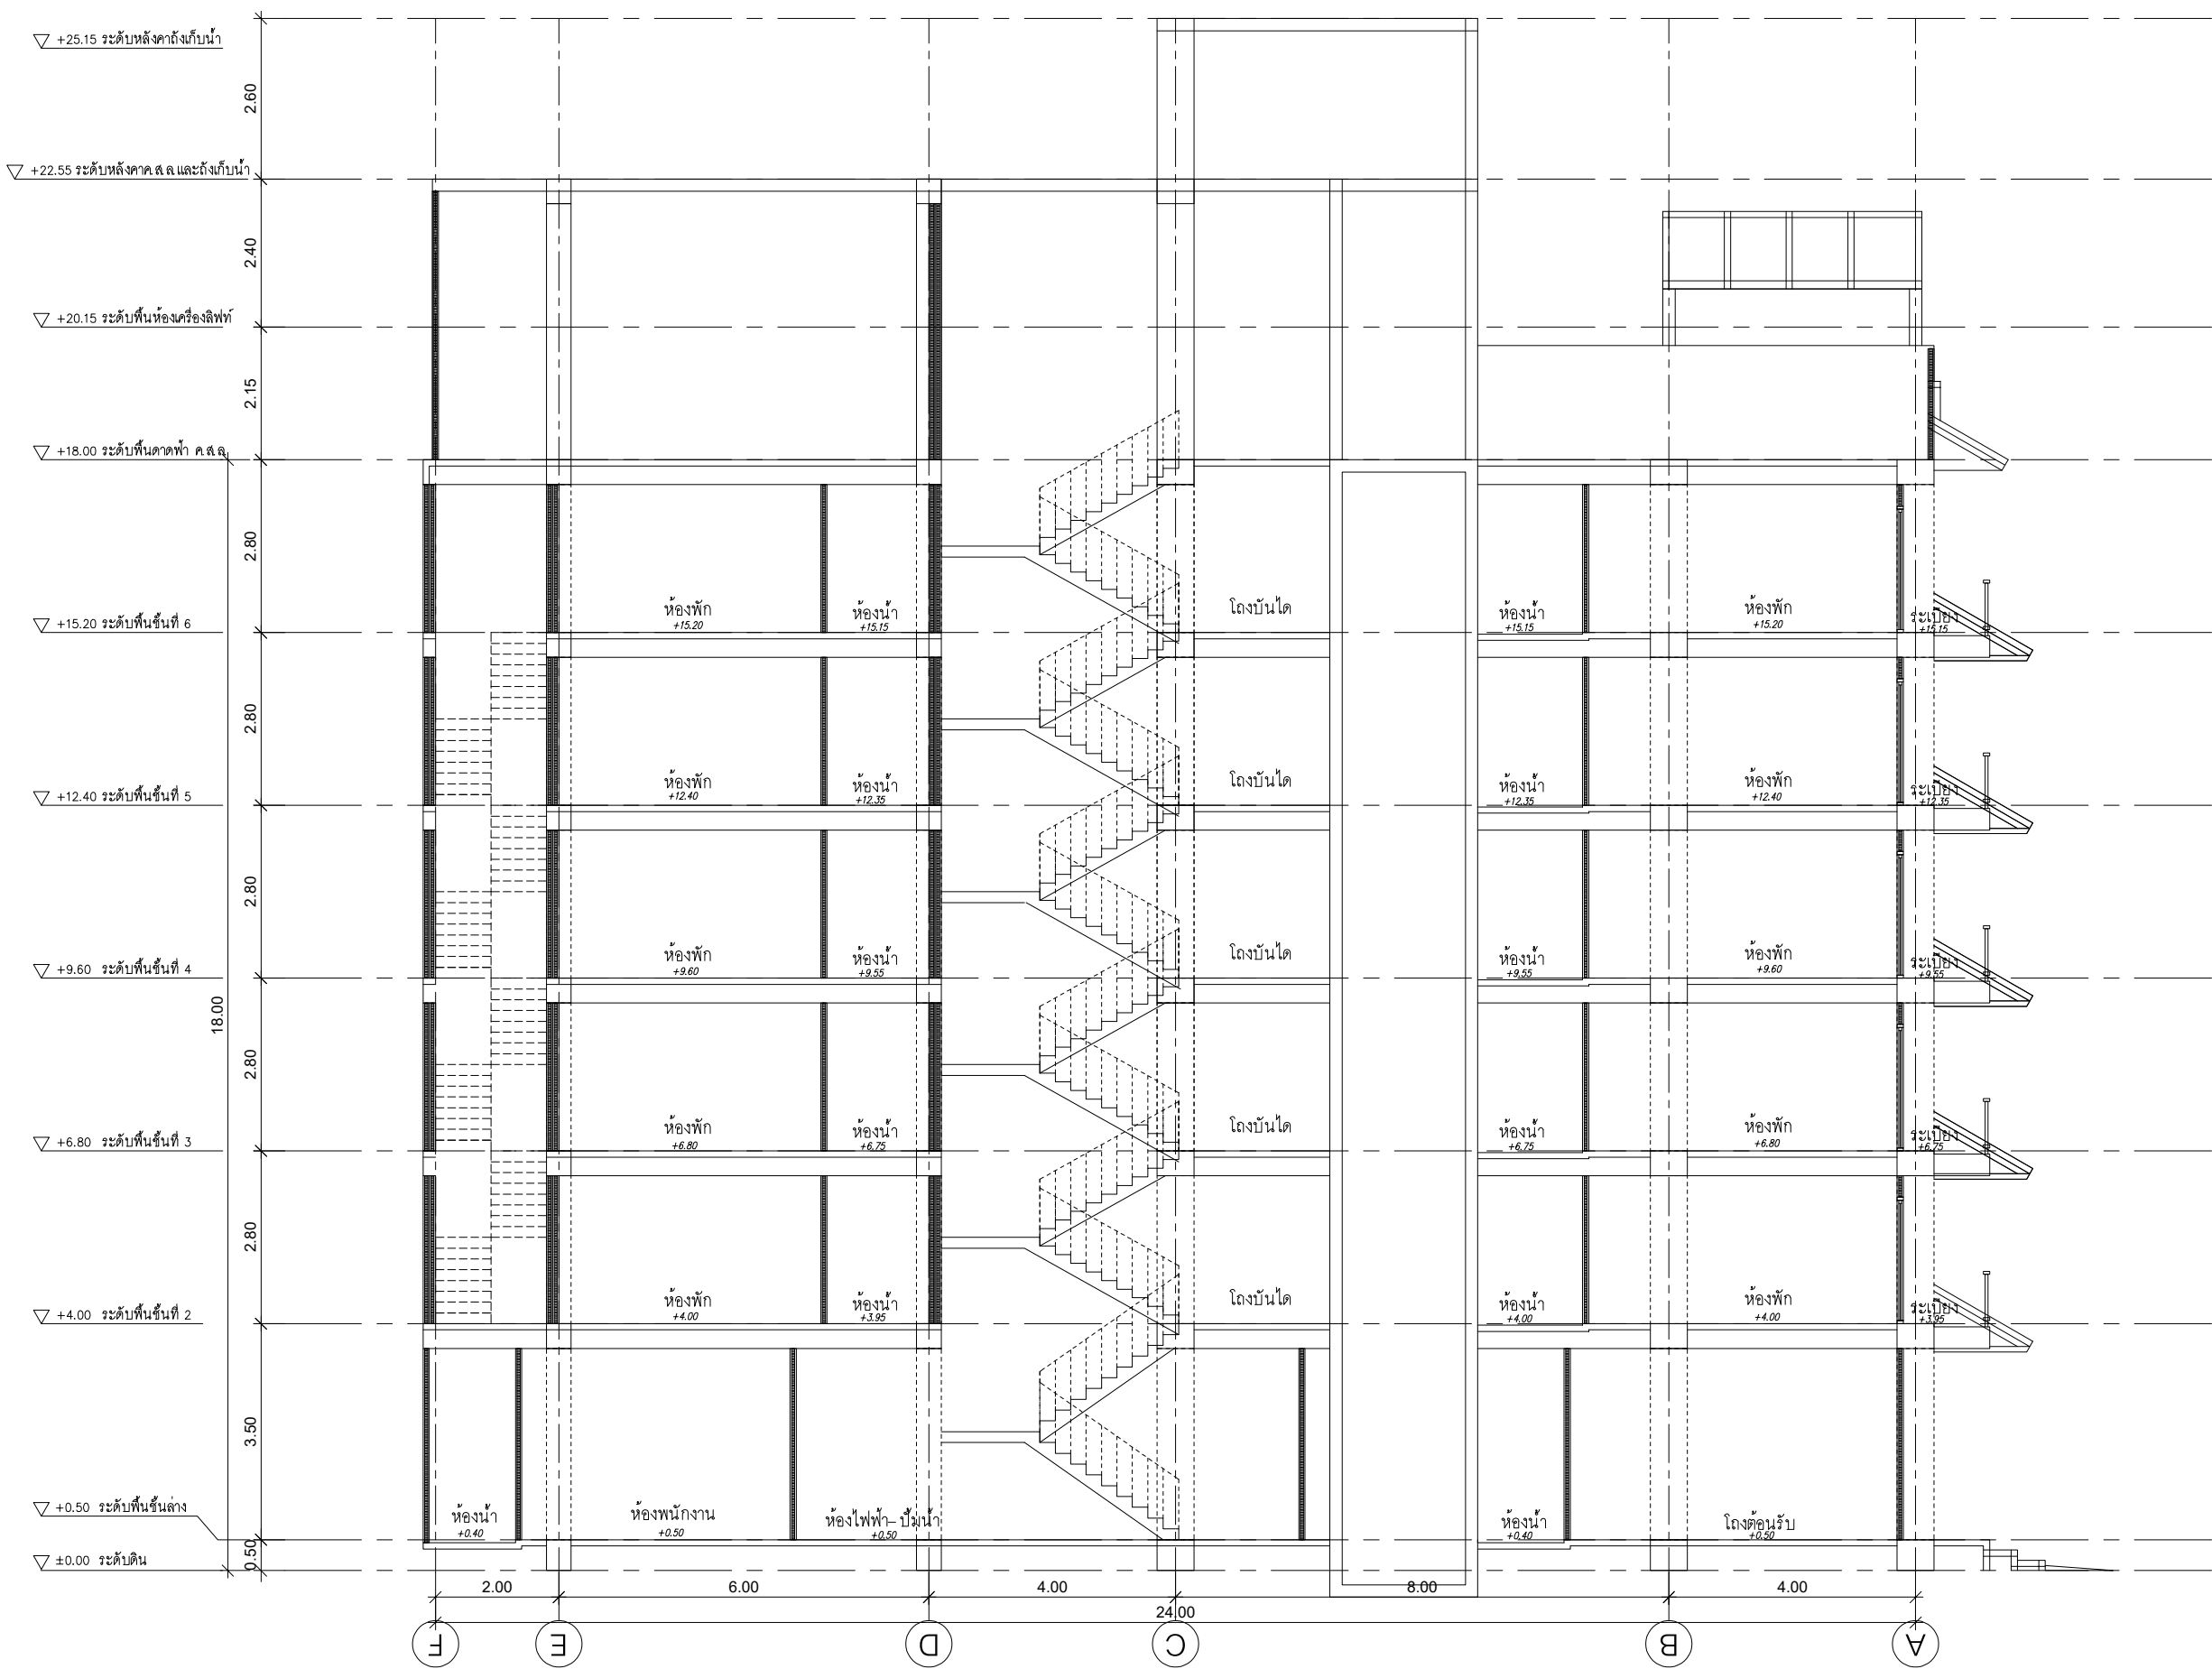 +25.15 ระดับหลังคาถังเก็บน้ำ
2.60
+22.55 ระดับหลังคาค.ส.ล.และถังเก็บน้ำ
2.40
+20.15 ระดับพื้นห้องเครื่องลิฟท์
2.15
+18.00 ระดับพื้นดาดฟ้า ค.ส.ล.
2.80
ห้องพัก
+15.20
ห้องน้ำ
+15.15
โถงบันได
ห้องน้ำ
+15.15
ห้องพัก
+15.20
ระเบียง
+15.15
+15.20 ระดับพื้นชั้นที่ 6
2.80
ห้องพัก
+12.40
ห้องน้ำ
+12.35
โถงบันได
ห้องน้ำ
+12.35
ห้องพัก
+12.40
ระเบียง
+12.35
+12.40 ระดับพื้นชั้นที่ 5
2.80
ห้องพัก
+9.60
ห้องน้ำ
+9.55
โถงบันได
ห้องน้ำ
+9.55
ห้องพัก
+9.60
ระเบียง
+9.55
+9.60 ระดับพื้นชั้นที่ 4
18.00
2.80
ห้องพัก
+6.80
ห้องน้ำ
+6.75
โถงบันได
ห้องน้ำ
+6.75
ห้องพัก
+6.80
ระเบียง
+6.75
+6.80 ระดับพื้นชั้นที่ 3
2.80
ห้องพัก
+4.00
ห้องน้ำ
+3.95
โถงบันได
ห้องน้ำ
+4.00
ห้องพัก
+4.00
ระเบียง
+3.95
+4.00 ระดับพื้นชั้นที่ 2
3.50
ห้องน้ำ
+0.40
ห้องพนักงาน
+0.50
ห้องไฟฟ้า-ปั๊มน้ำ
+0.50
ห้องน้ำ
+0.40
โถงต้อนรับ
+0.50
+0.50 ระดับพื้นชั้นล่าง
0.50
±0.00 ระดับดิน
2.00 6.00 4.00 8.00 4.00
24.00
F E D C B A